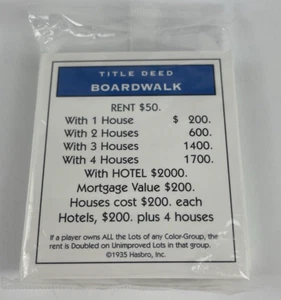 TITLE DEED
BOARDWALK
RENT $50.
With 1 House $ 200.
With 2 Houses 600.
With 3 Houses 1400.
With 4 Houses 1700.
With HOTEL $2000.
Mortgage Value $200.
Houses cost $200. each
Hotels, $200. plus 4 houses
If a player owns ALL the Lots of any Color-Group, the
rent is Doubled on Unimproved Lots in that group.
©1935 Hasbro, Inc.